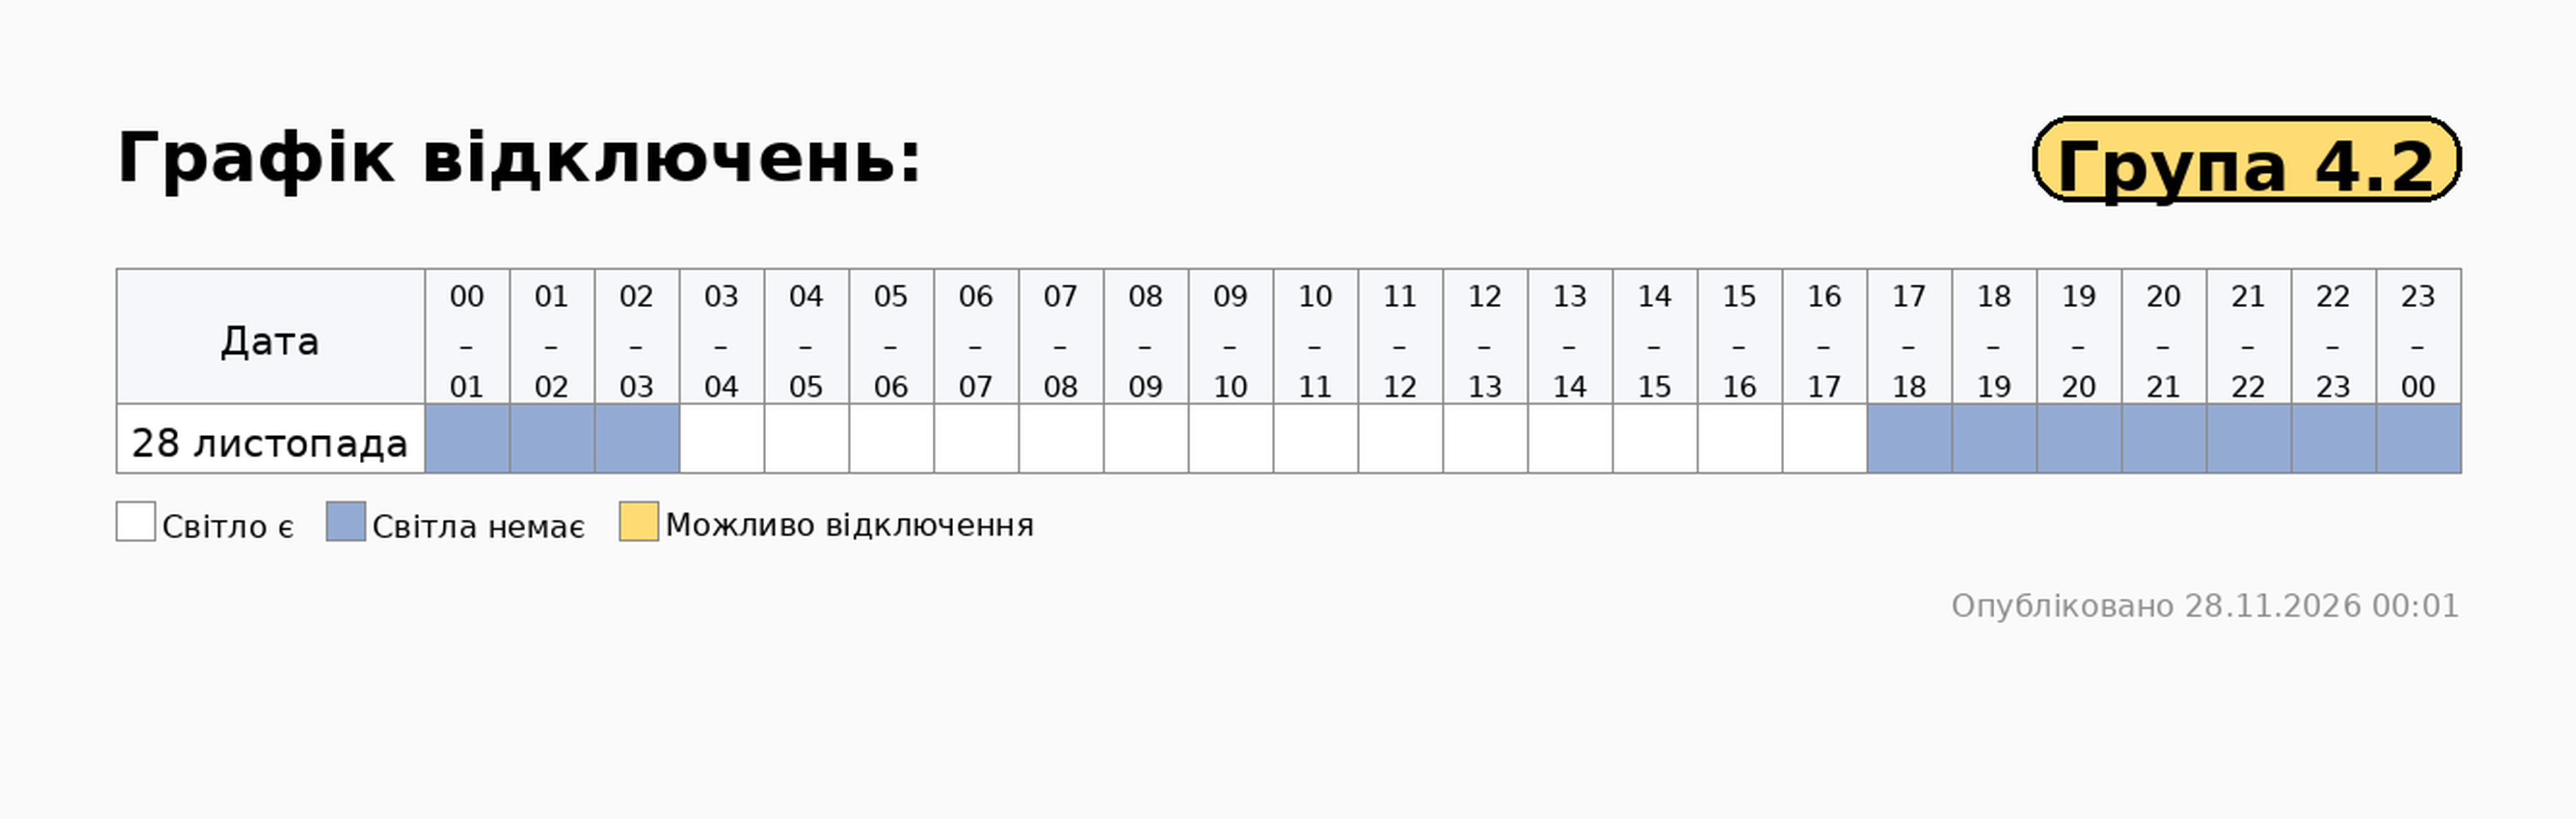 Графік відключень:
Група 4.2
Дата 00 – 01 01 – 02 02 – 03 03 – 04 04 – 05 05 – 06 06 – 07 07 – 08 08 – 09 09 – 10 10 – 11 11 – 12 12 – 13 13 – 14 14 – 15 15 – 16 16 – 17 17 – 18 18 – 19 19 – 20 20 – 21 21 – 22 22 – 23 23 – 00
28 листопада
Світло є Світла немає Можливо відключення
Опубліковано 28.11.2026 00:01